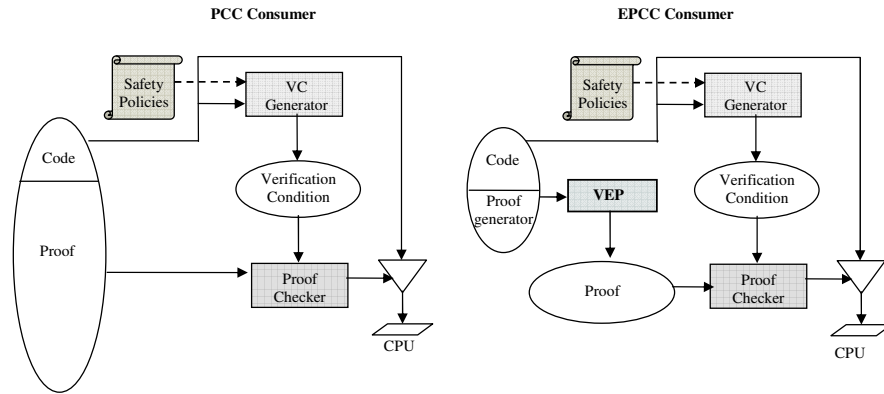 PCC Consumer
Safety
Policies
VC
Generator
Code
Verification
Condition
Proof
Proof
Checker
CPU
EPCC Consumer
Safety
Policies
VC
Generator
Code
Proof
generator
VEP
Verification
Condition
Proof
Proof
Checker
CPU